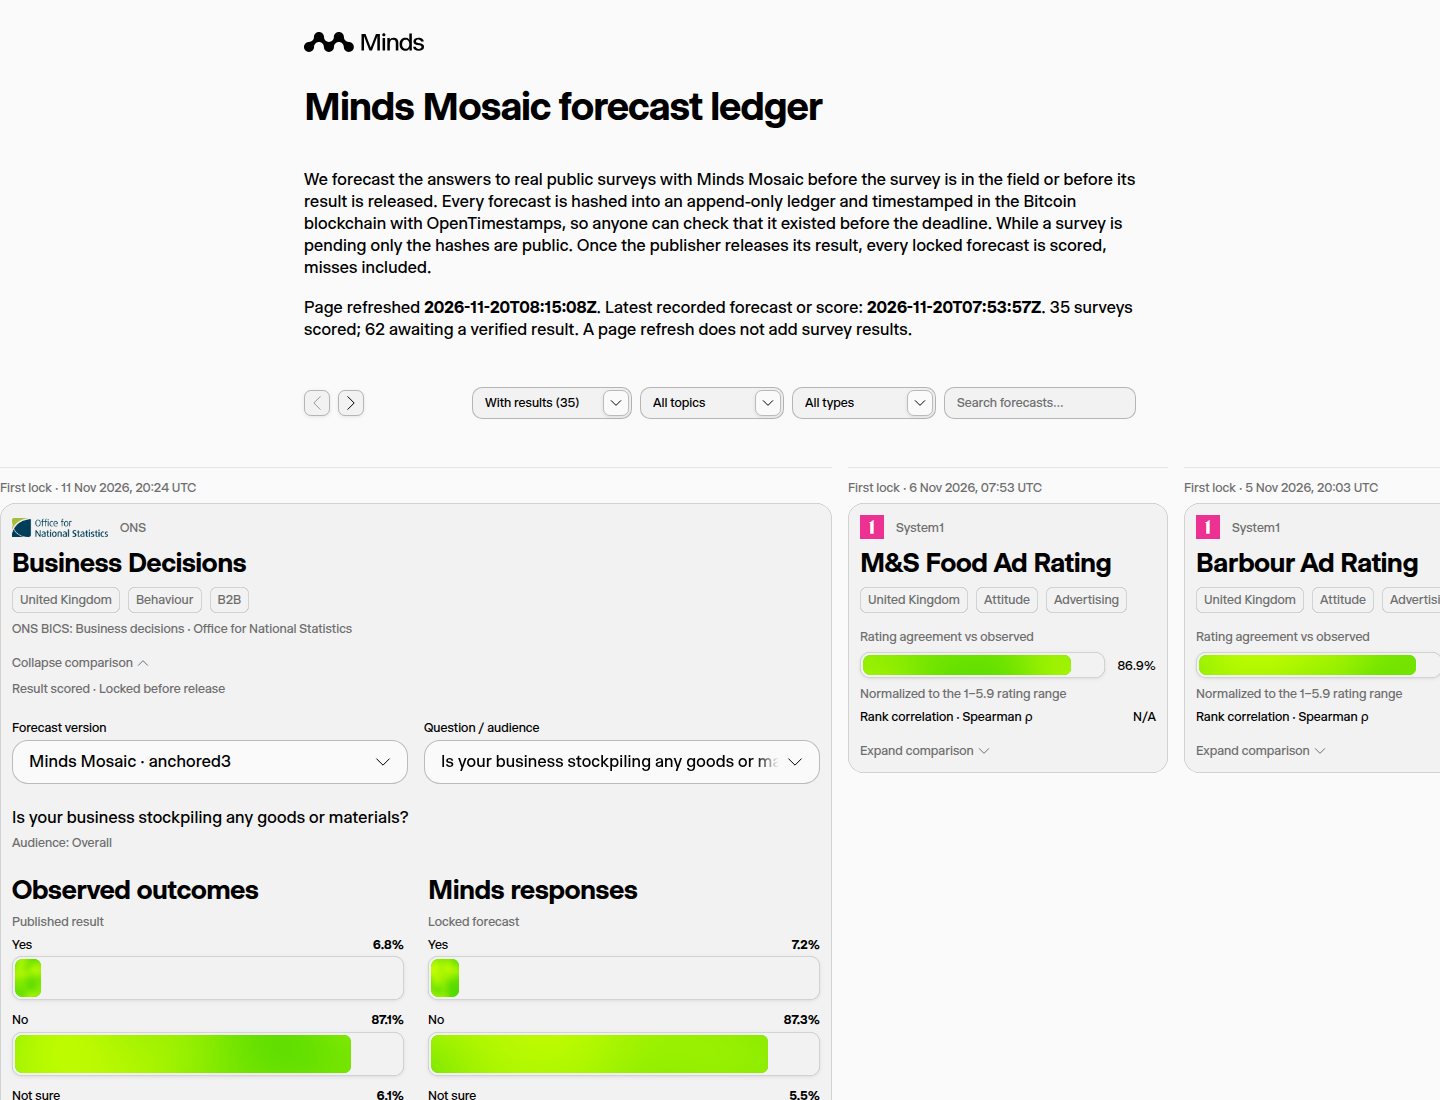 Minds
Minds Mosaic forecast ledger
We forecast the answers to real public surveys with Minds Mosaic before the survey is in the field or before its
result is released. Every forecast is hashed into an append-only ledger and timestamped in the Bitcoin
blockchain with OpenTimestamps, so anyone can check that it existed before the deadline. While a survey is
pending only the hashes are public. Once the publisher releases its result, every locked forecast is scored,
misses included.
Page refreshed 2026-11-20T08:15:08Z. Latest recorded forecast or score: 2026-11-20T07:53:57Z. 35 surveys
scored; 62 awaiting a verified result. A page refresh does not add survey results.
With results (35)
All topics
All types
Search forecasts...
First lock · 11 Nov 2026, 20:24 UTC
Office for
National Statistics
ONS
Business Decisions
United Kingdom
Behaviour
B2B
ONS BICS: Business decisions · Office for National Statistics
Collapse comparison
Result scored · Locked before release
Forecast version
Minds Mosaic · anchored3
Question / audience
Is your business stockpiling any goods or ma
Is your business stockpiling any goods or materials?
Audience: Overall
Observed outcomes
Published result
Yes 6.8%
No 87.1%
Not sure 6.1%
Minds responses
Locked forecast
Yes 7.2%
No 87.3%
Not sure 5.5%
First lock · 6 Nov 2026, 07:53 UTC
1
System1
M&S Food Ad Rating
United Kingdom
Attitude
Advertising
Rating agreement vs observed
86.9%
Normalized to the 1–5.9 rating range
Rank correlation · Spearman ρ N/A
Expand comparison
First lock · 5 Nov 2026, 20:03 UTC
1
System1
Barbour Ad Rating
United Kingdom
Attitude
Advertisi
Rating agreement vs observed
Normalized to the 1–5.9 rating range
Rank correlation · Spearman ρ
Expand comparison